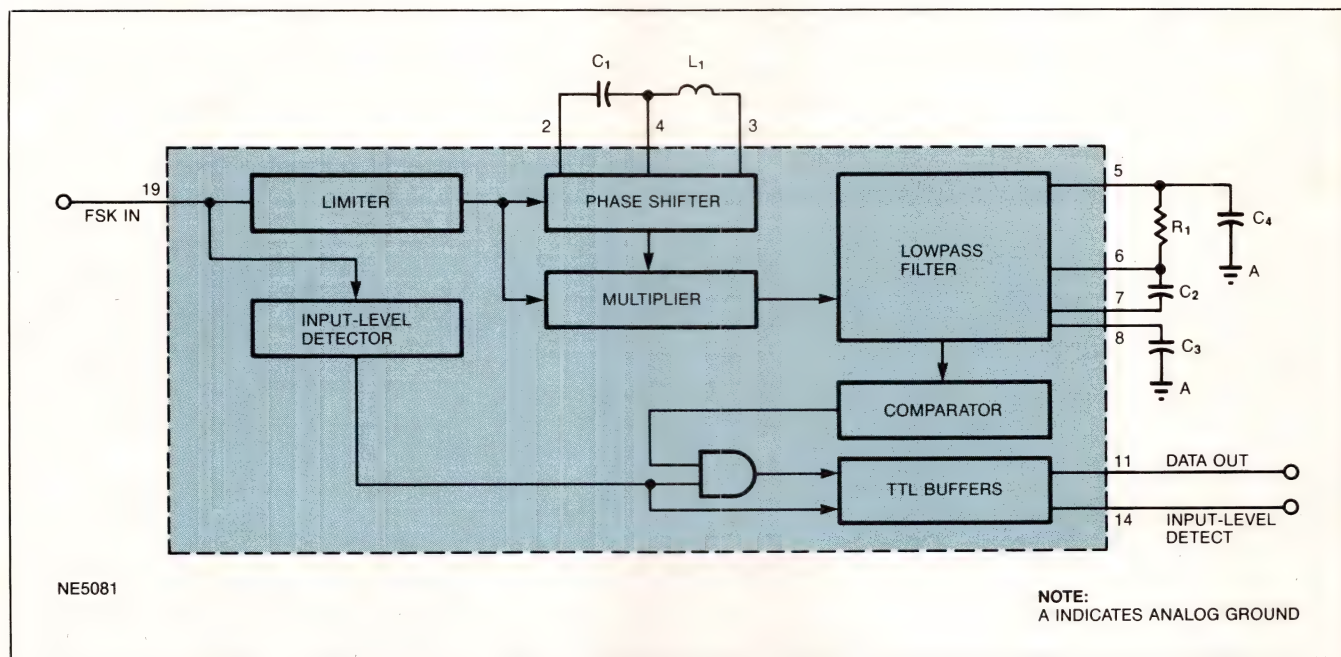 C₁
L₁
2
4
3
19
FSK IN
LIMITER
PHASE SHIFTER
MULTIPLIER
INPUT-LEVEL
DETECTOR
LOWPASS
FILTER
5
R₁
C₄
A
6
C₂
7
8
C₃
A
COMPARATOR
TTL BUFFERS
11
DATA OUT
14
INPUT-LEVEL
DETECT
NE5081
NOTE:
A INDICATES ANALOG GROUND